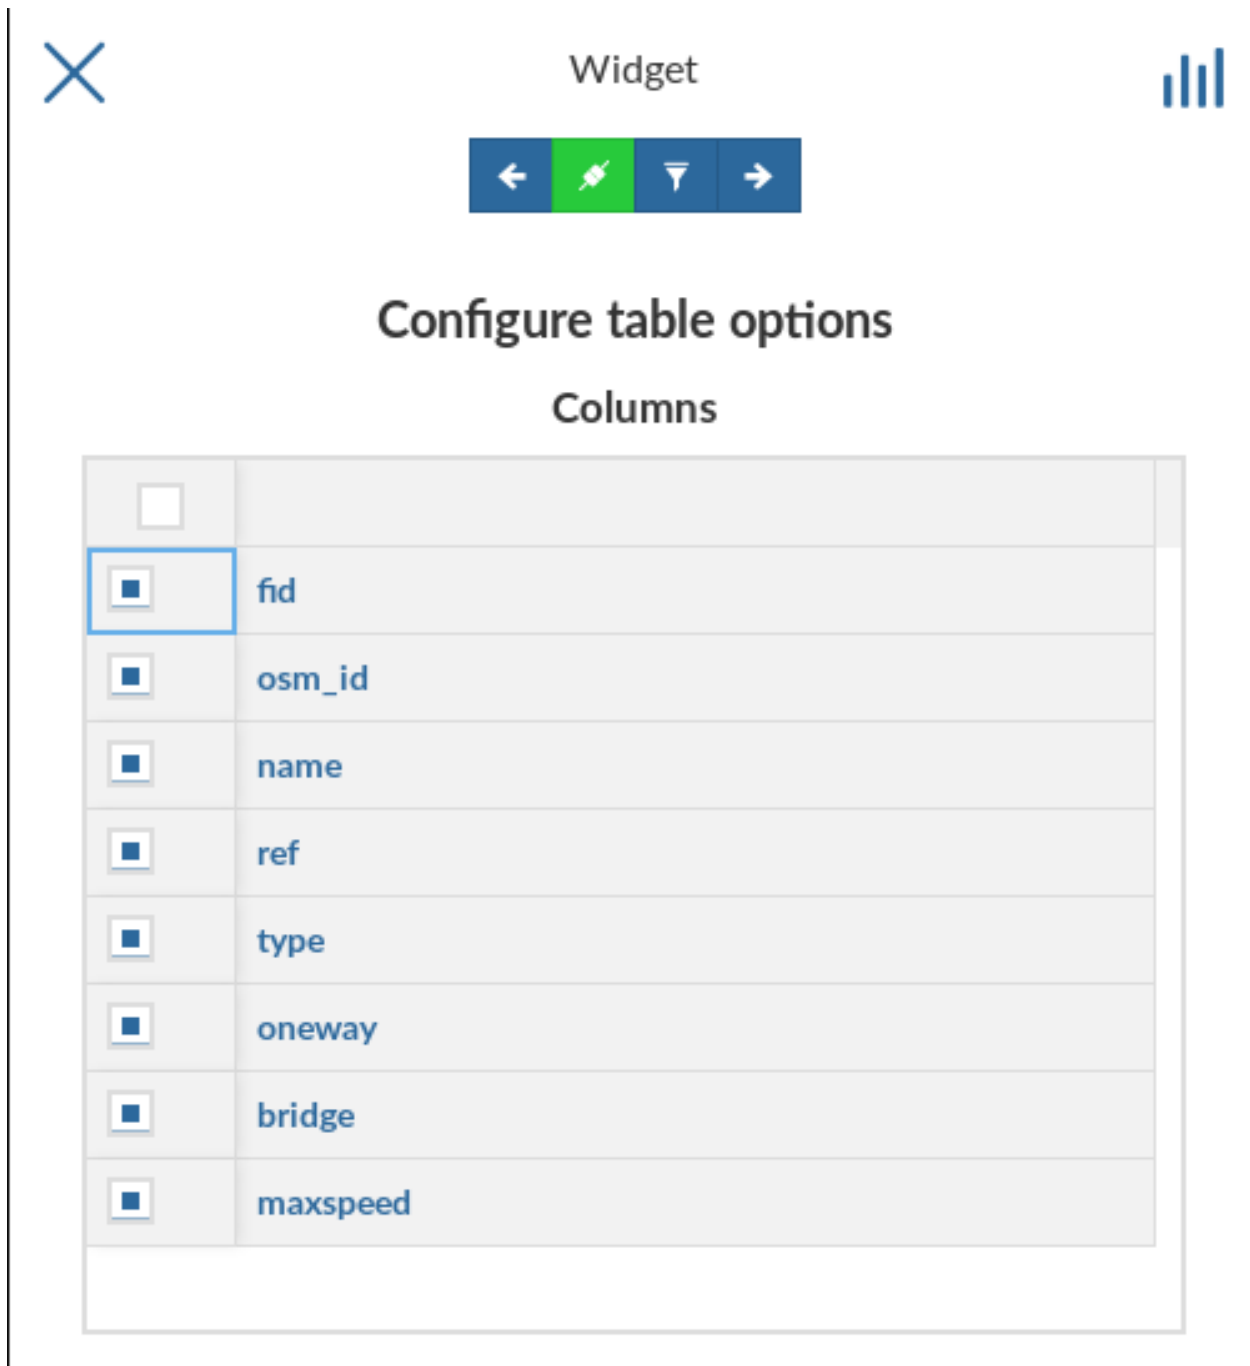 Widget
Configure table options
Columns
fid
osm_id
name
ref
type
oneway
bridge
maxspeed